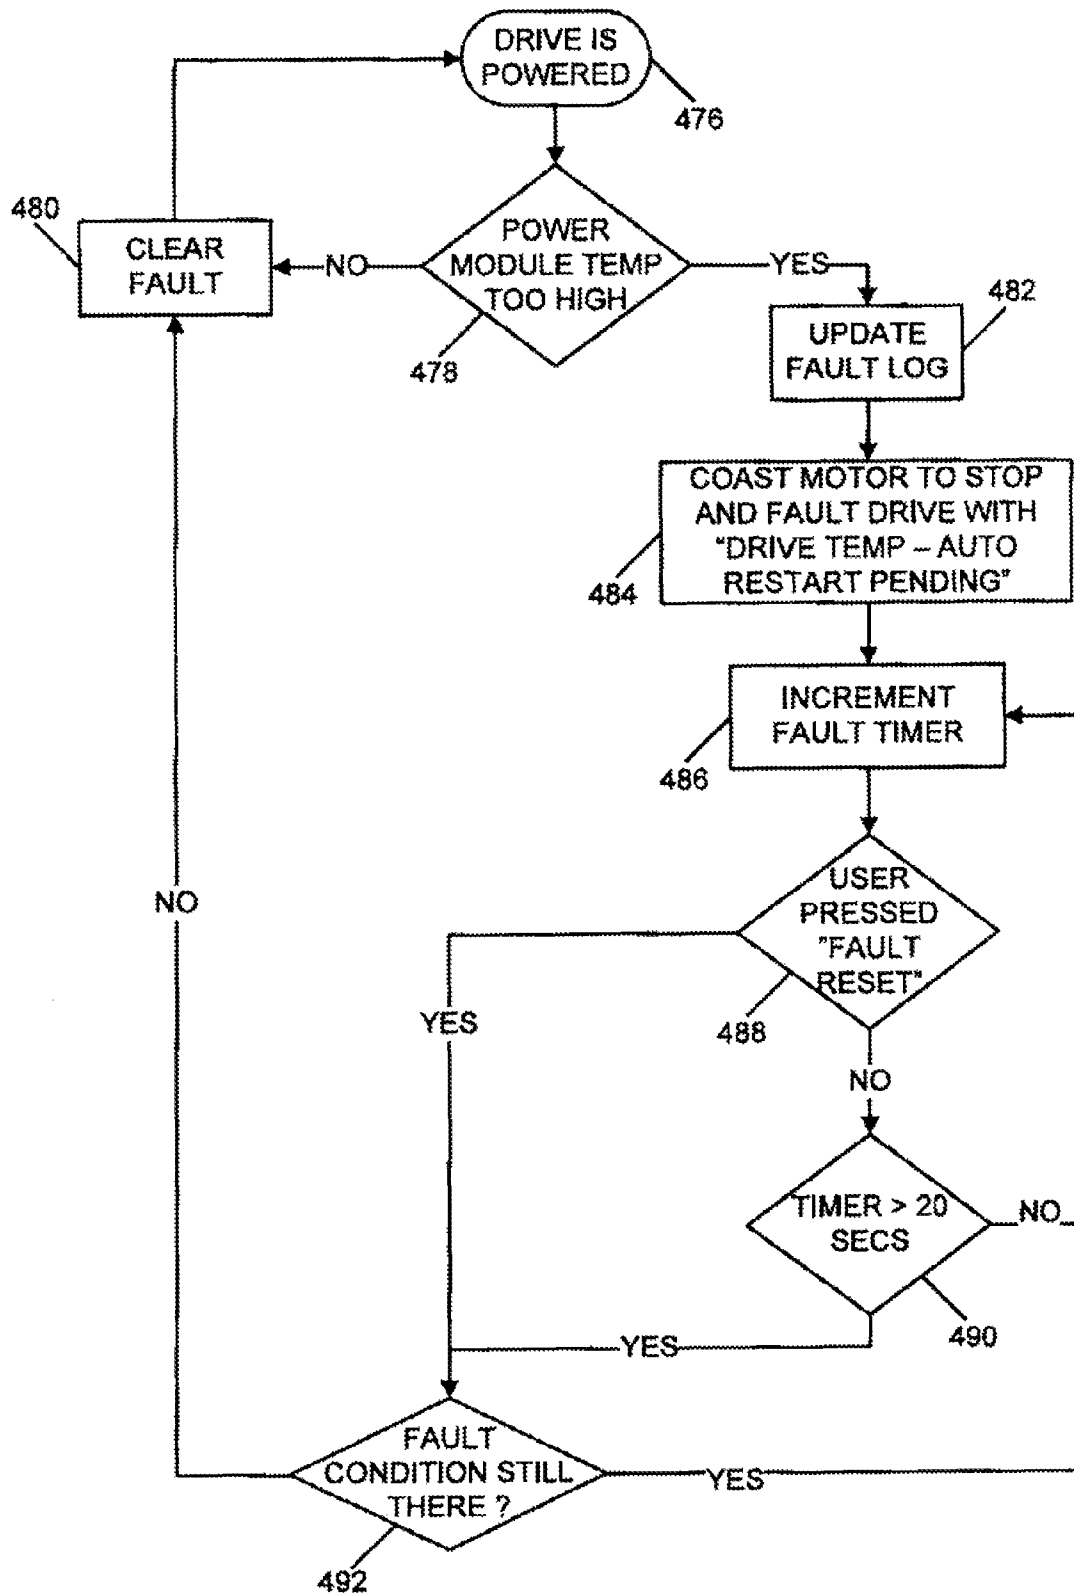 DRIVE IS
POWERED
476
480
CLEAR
FAULT
NO
POWER
MODULE TEMP
TOO HIGH
YES
478
482
UPDATE
FAULT LOG
COAST MOTOR TO STOP
AND FAULT DRIVE WITH
"DRIVE TEMP – AUTO
RESTART PENDING"
484
INCREMENT
FAULT TIMER
486
USER
PRESSED
"FAULT
RESET"
488
NO
YES
NO
TIMER > 20
SECS
NO
490
YES
FAULT
CONDITION STILL
THERE ?
YES
492